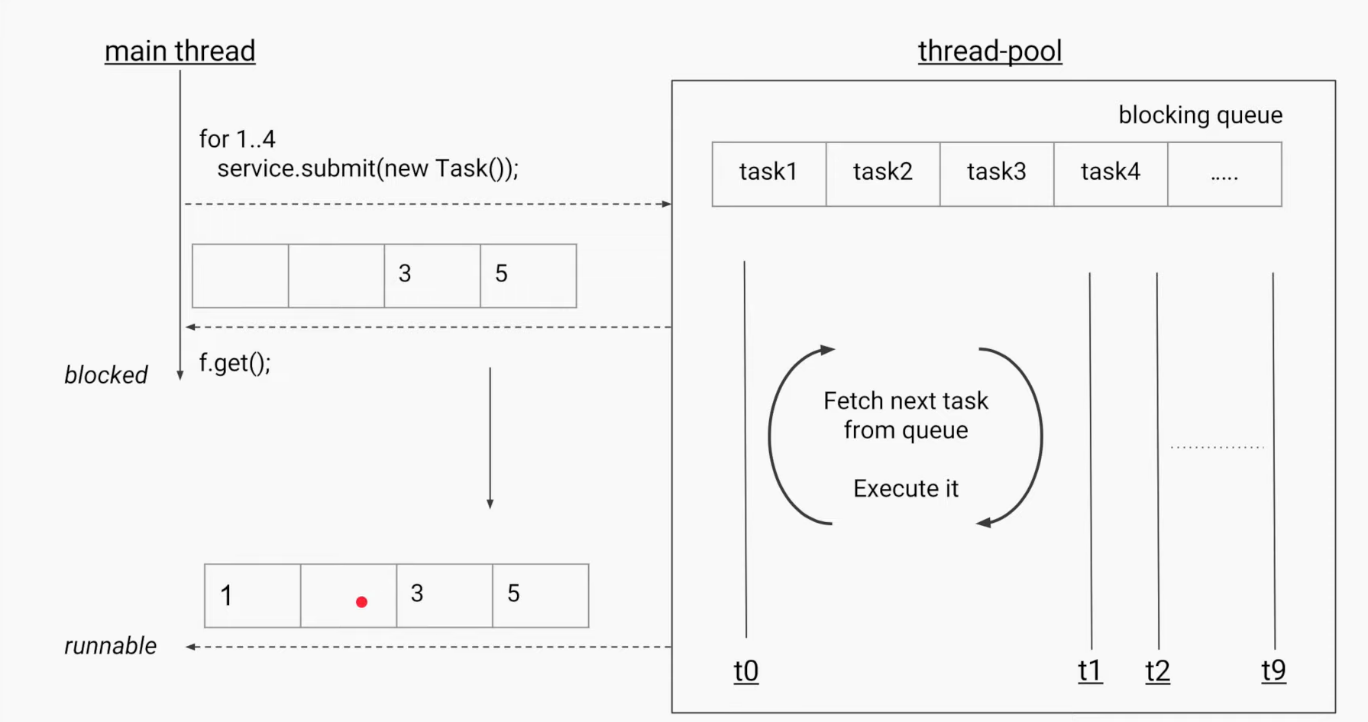 main thread
thread-pool
for 1..4
service.submit(new Task());
blocking queue
task1 task2 task3 task4 .....
3 5
f.get();
blocked
Fetch next task
from queue
Execute it
1 3 5
runnable
t0 t1 t2 t9